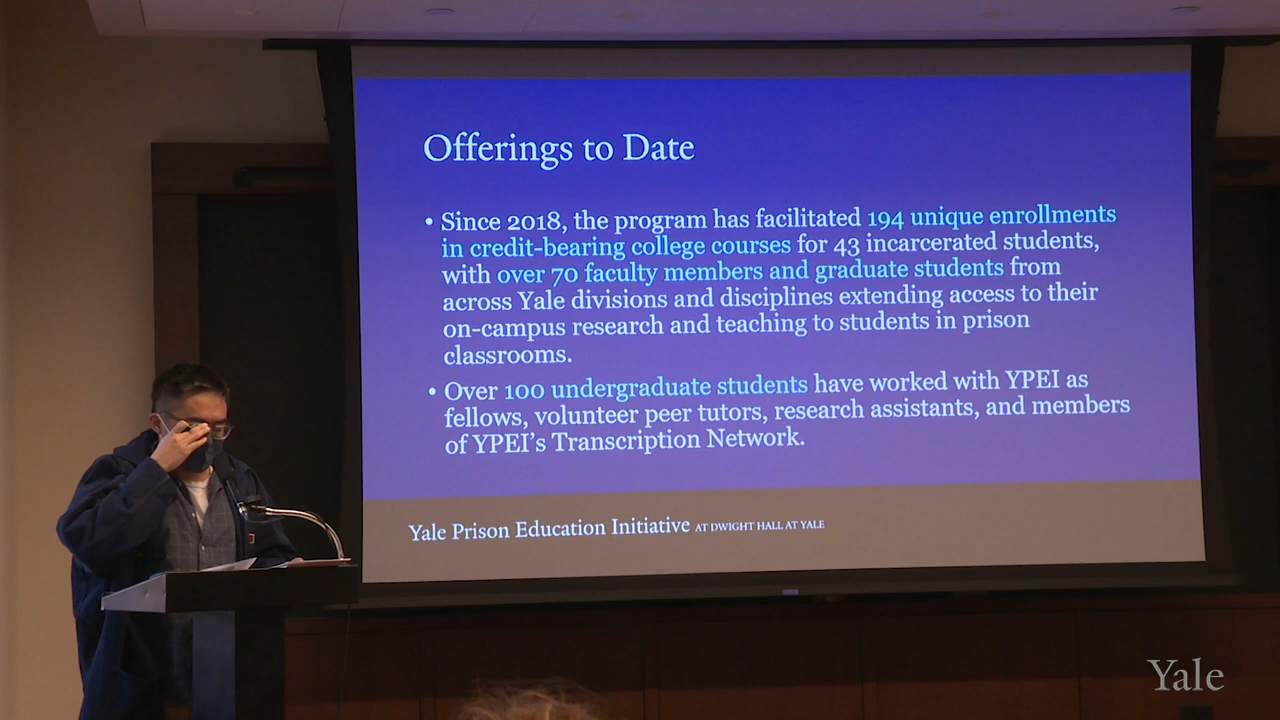 Offerings to Date
• Since 2018, the program has facilitated 194 unique enrollments
in credit-bearing college courses for 43 incarcerated students,
with over 70 faculty members and graduate students from
across Yale divisions and disciplines extending access to their
on-campus research and teaching to students in prison
classrooms.
• Over 100 undergraduate students have worked with YPEI as
fellows, volunteer peer tutors, research assistants, and members
of YPEI’s Transcription Network.
Yale Prison Education Initiative AT DWIGHT HALL AT YALE
Yale